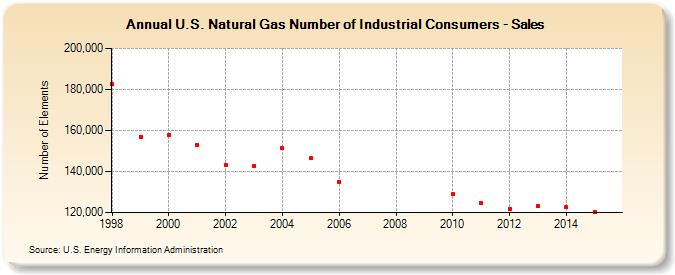 Annual U.S. Natural Gas Number of Industrial Consumers - Sales
Number of Elements
200,000
180,000
160,000
140,000
120,000
1998 2000 2002 2004 2006 2008 2010 2012 2014
Source: U.S. Energy Information Administration